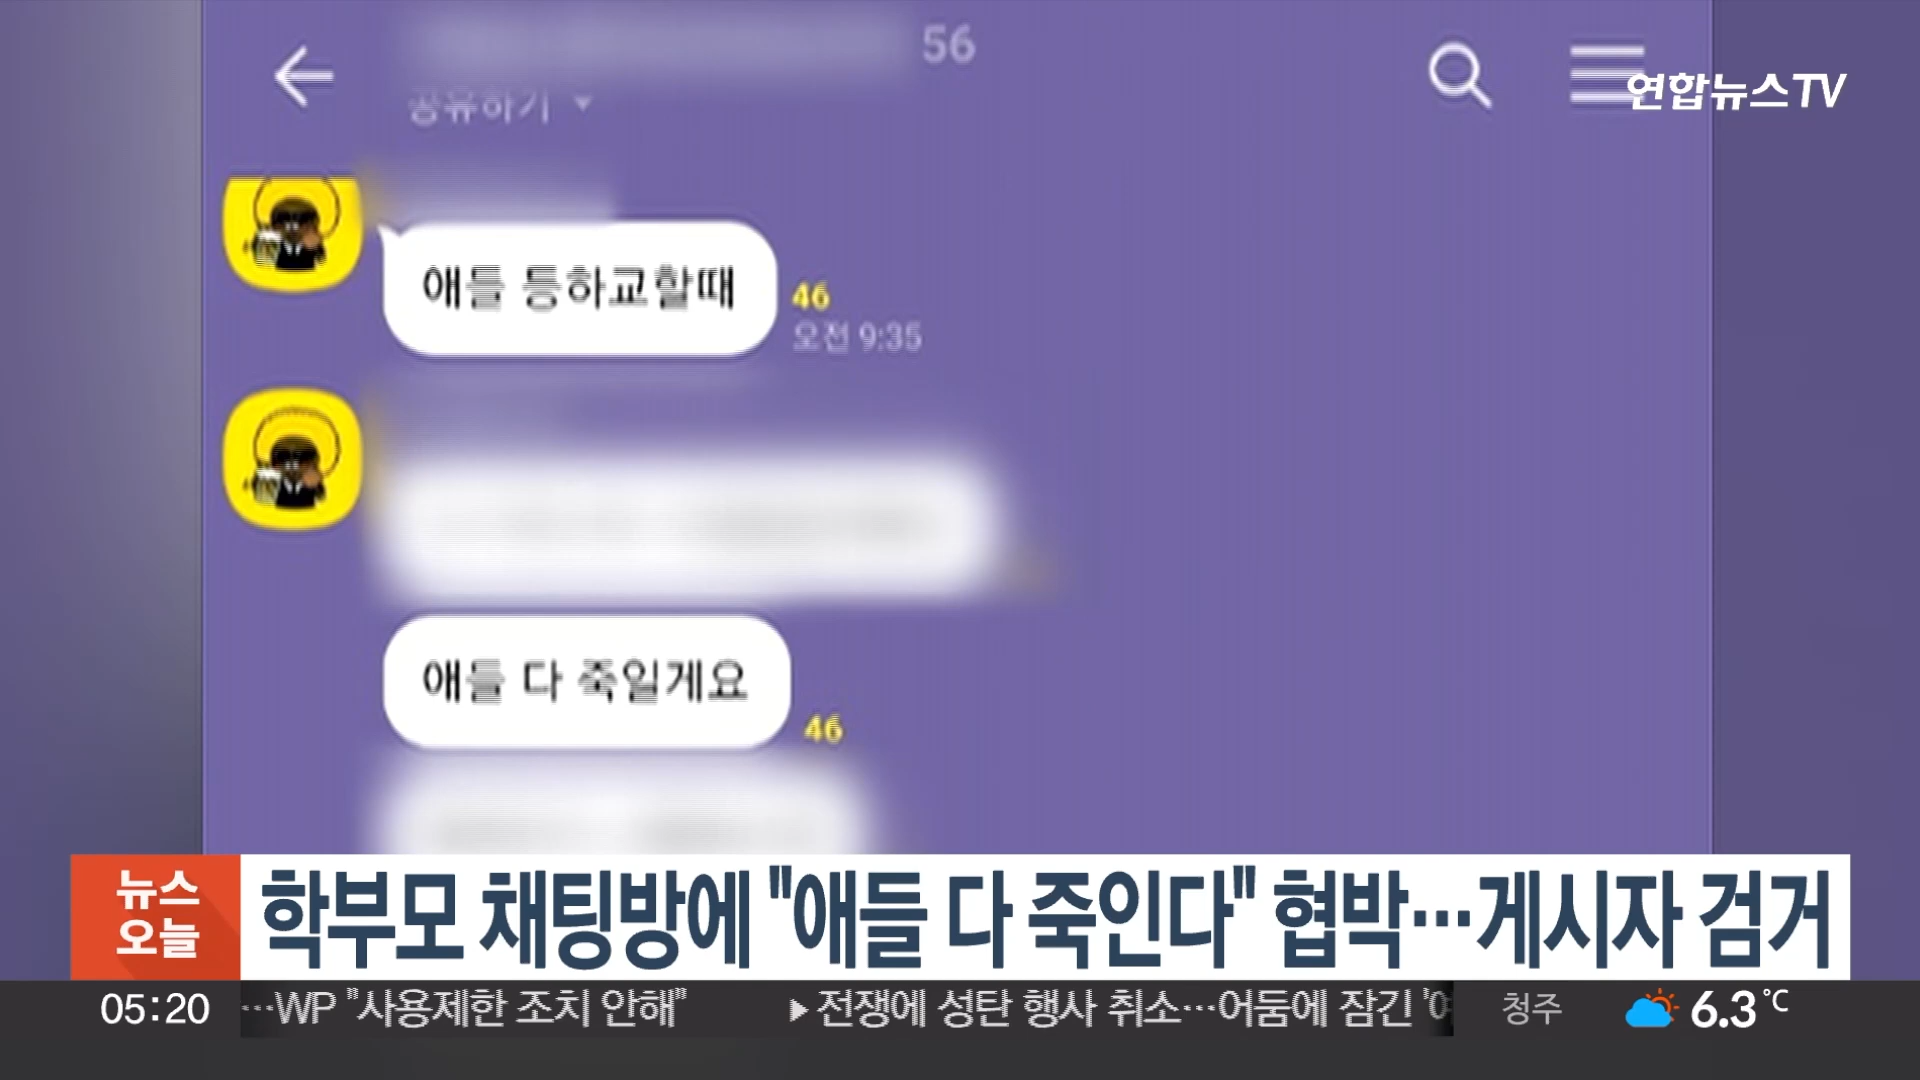 56
공유하기
연합뉴스TV
애들 등하교할때
46
오전 9:35
애들 다 죽일게요
46
뉴스
오늘
학부모 채팅방에 "애들 다 죽인다" 협박…게시자 검거
05:20
…WP "사용제한 조치 안해" ▶전쟁에 성탄 행사 취소…어둠에 잠긴
청주
6.3℃